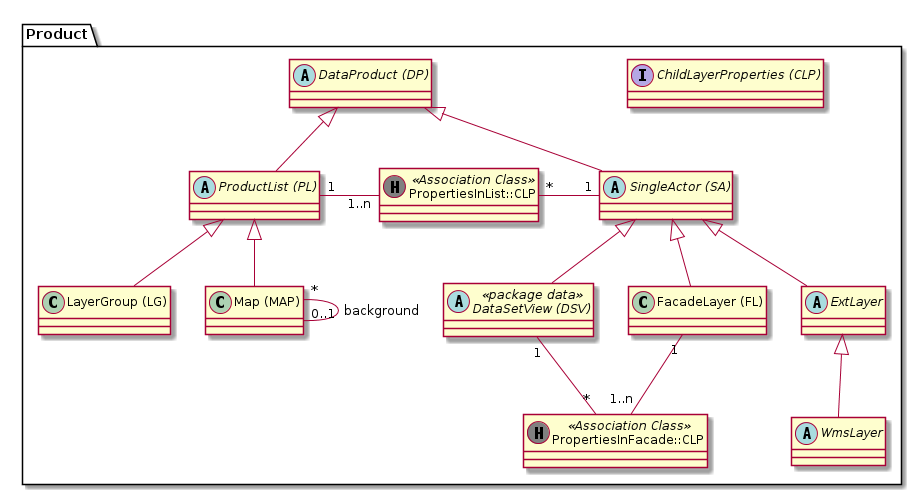 Product
A DataProduct (DP)
I ChildLayerProperties (CLP)
A ProductList (PL)
1
1..n
H «Association Class»
PropertiesInList::CLP
*
1
A SingleActor (SA)
C LayerGroup (LG)
C Map (MAP)
*
0..1
background
A «package data»
DataSetView (DSV)
C FacadeLayer (FL)
A ExtLayer
1
1
*
1..n
H «Association Class»
PropertiesInFacade::CLP
A WmsLayer